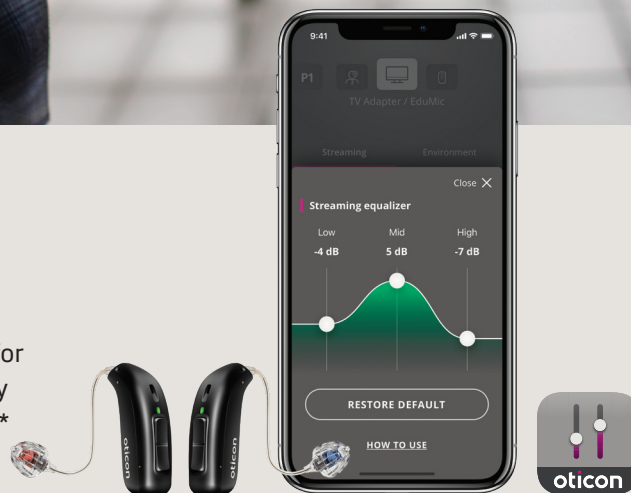 9:41
P1
TV Adapter / EduMic
Streaming Environment
Close
Streaming equalizer
Low Mid High
-4 dB 5 dB -7 dB
RESTORE DEFAULT
HOW TO USE
or
y
*
oticon
oticon
oticon